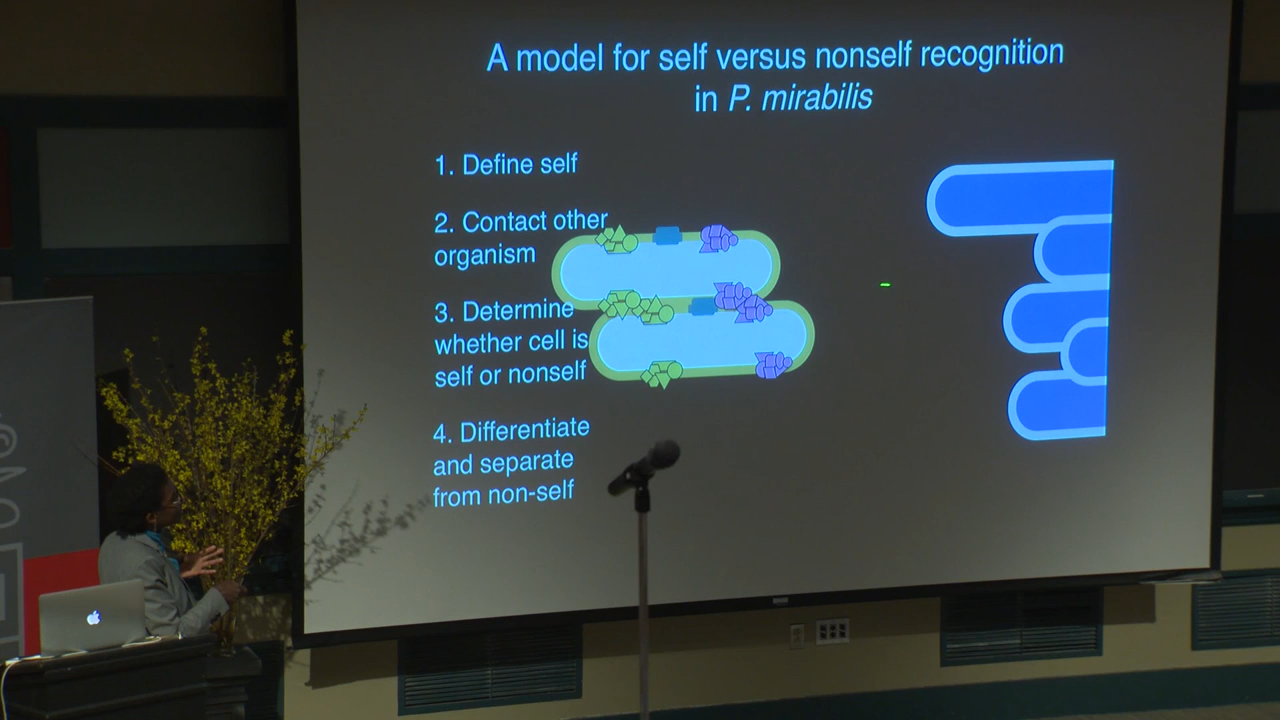 A model for self versus nonself recognition
in P. mirabilis
1. Define self
2. Contact other
organism
3. Determine
whether cell is
self or nonself
4. Differentiate
and separate
from non-self